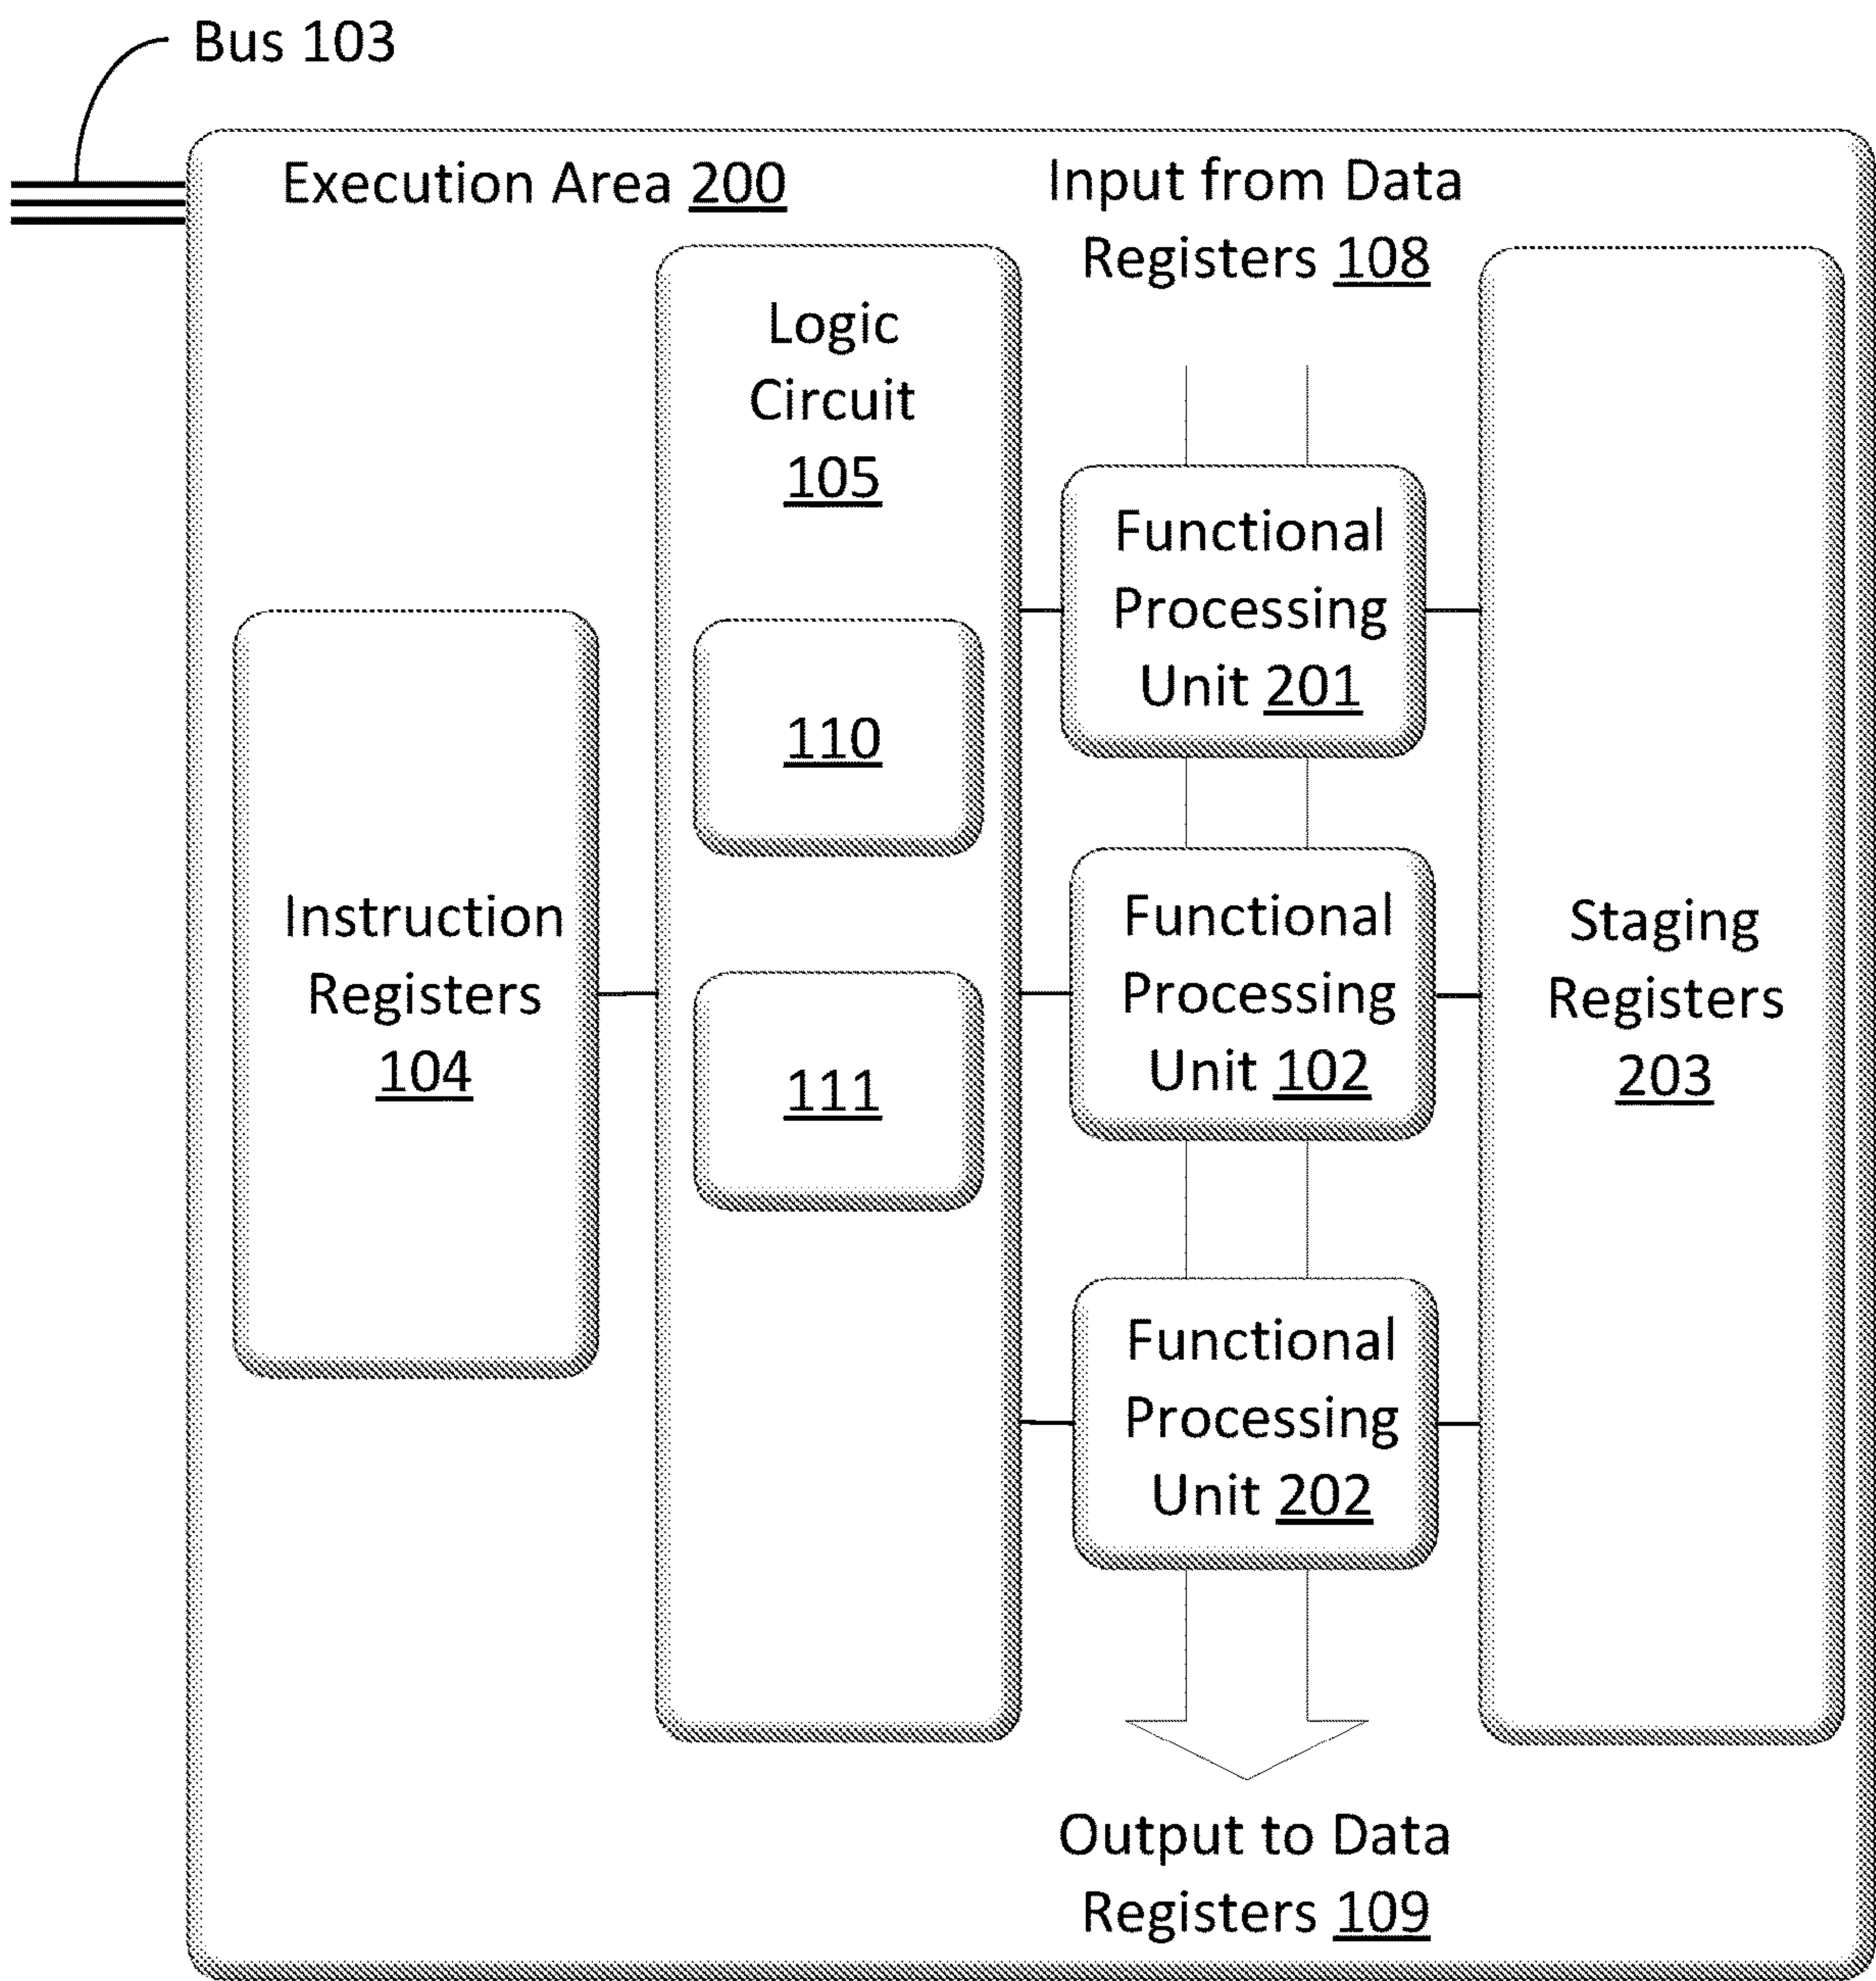 Bus 103
Execution Area 200
Input from Data
Registers 108
Logic
Circuit
105
110
111
Instruction
Registers
104
Functional
Processing
Unit 201
Functional
Processing
Unit 102
Functional
Processing
Unit 202
Staging
Registers
203
Output to Data
Registers 109